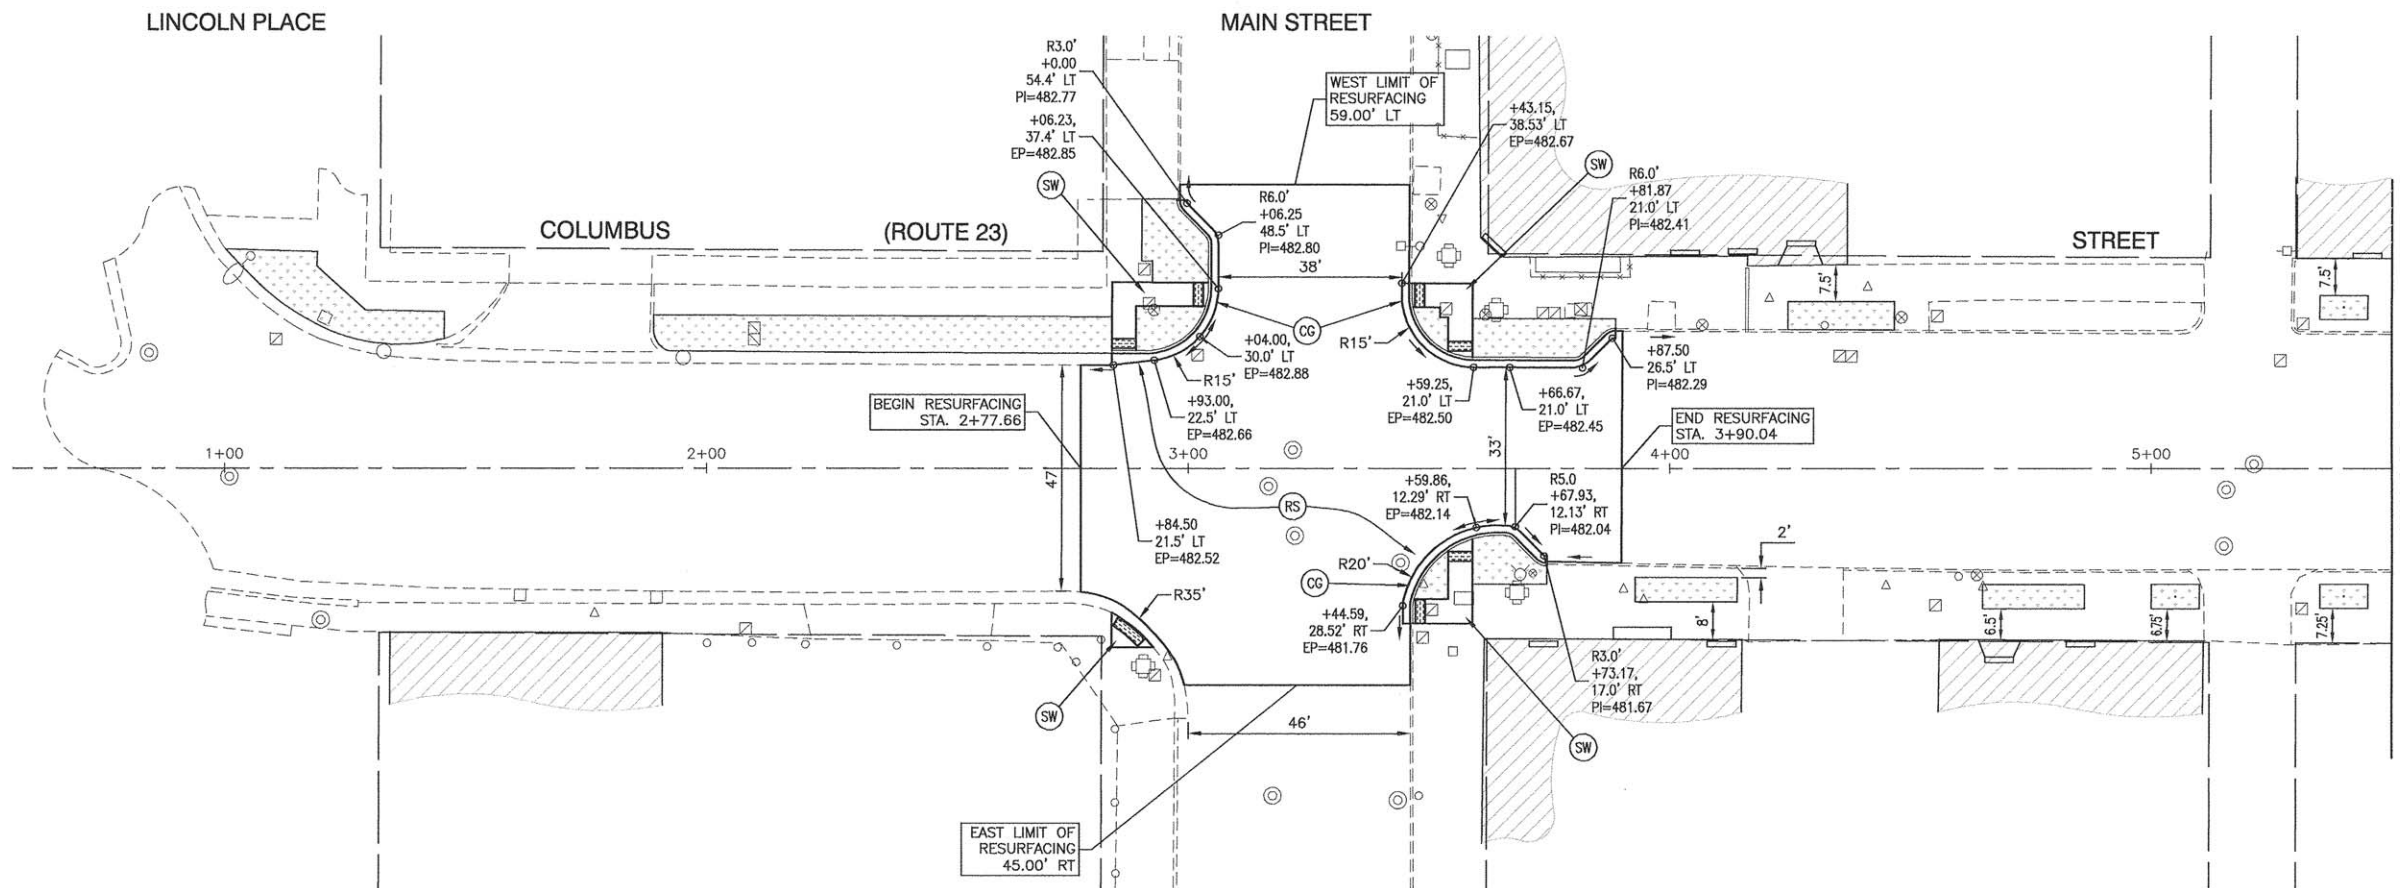 LINCOLN PLACE
MAIN STREET
R3.0'
+0.00
54.4' LT
PI=482.77
+06.23,
37.4' LT
EP=482.85
WEST LIMIT OF
RESURFACING
59.00' LT
+43.15,
38.53' LT
EP=482.67
SW
SW
R6.0'
+81.87
21.0' LT
PI=482.41
R6.0'
+06.25
48.5' LT
PI=482.80
COLUMBUS
(ROUTE 23)
STREET
38'
7.5'
7.5'
CG
R15'
+04.00,
30.0' LT
EP=482.88
R15'
+93.00,
22.5' LT
EP=482.66
+59.25,
21.0' LT
EP=482.50
+66.67,
21.0' LT
EP=482.45
+87.50
26.5' LT
PI=482.29
BEGIN RESURFACING
STA. 2+77.66
END RESURFACING
STA. 3+90.04
33'
1+00
2+00
3+00
4+00
5+00
47'
+59.86,
12.29' RT
EP=482.14
R5.0
+67.93,
12.13' RT
PI=482.04
RS
+84.50
21.5' LT
EP=482.52
2'
R20'
CG
R35'
+44.59,
28.52' RT
EP=481.76
8'
6.5'
6.75'
7.25'
R3.0'
+73.17,
17.0' RT
PI=481.67
SW
46'
SW
EAST LIMIT OF
RESURFACING
45.00' RT